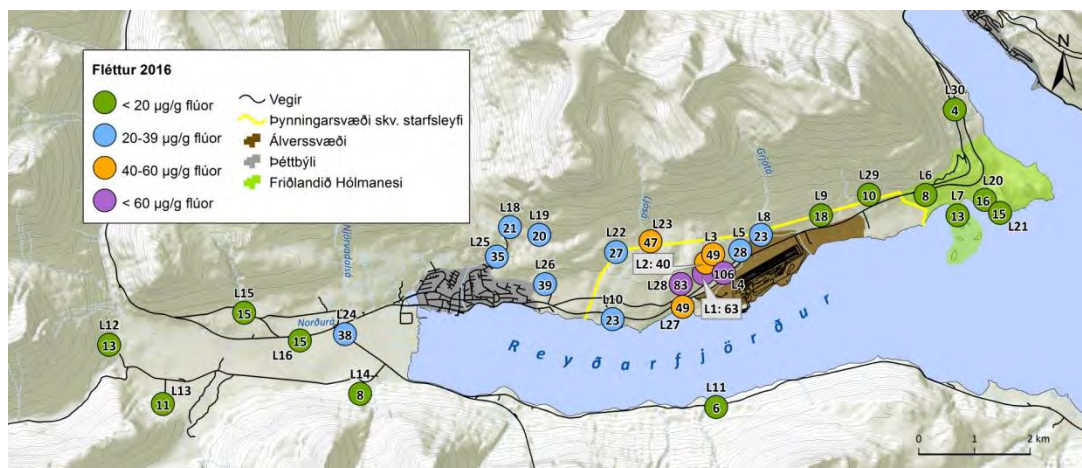 Fléttur 2016
< 20 µg/g flúor
20-39 µg/g flúor
40-60 µg/g flúor
< 60 µg/g flúor
Vegir
Þynningarsvæði skv. starfsleyfi
Álverssvæði
Þéttbýli
Friðlandið Hólmanesi
N
L30
4
L29
10
L6
8
L7
13
L20
16
15
L21
L9
18
Grjótá
L8
23
L5
28
L3
49
L2: 40
106
L4
L1: 63
L28
83
L27
49
Ljósá
L23
47
L22
27
L10
23
L18
21
L19
20
L25
35
L26
39
Njörvadalsá
L24
38
Norðurá
L15
15
L16
15
L12
13
L13
11
L14
8
L11
6
Reyðarfjörður
0 1 2 km